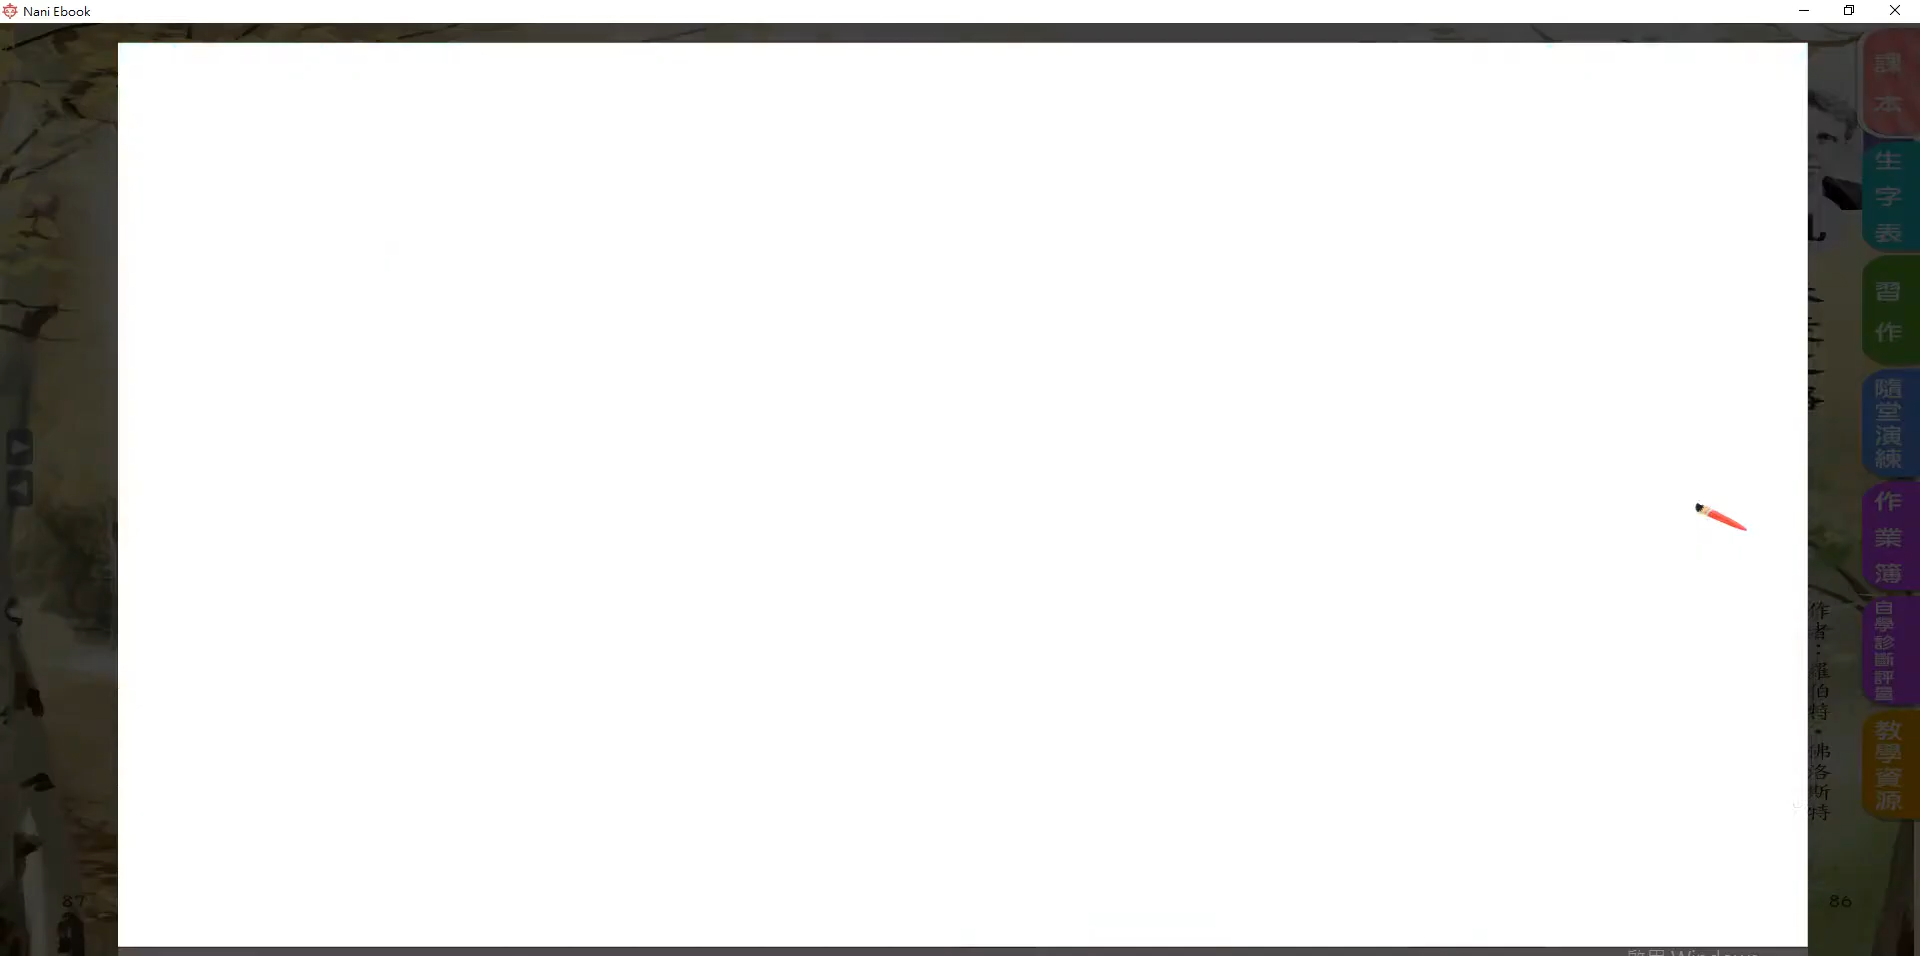 Nani Ebook
課本
生字表
習作
隨堂演練
作業簿
自學診斷評量
教學資源
作者：羅伯特·佛洛斯特
87
86